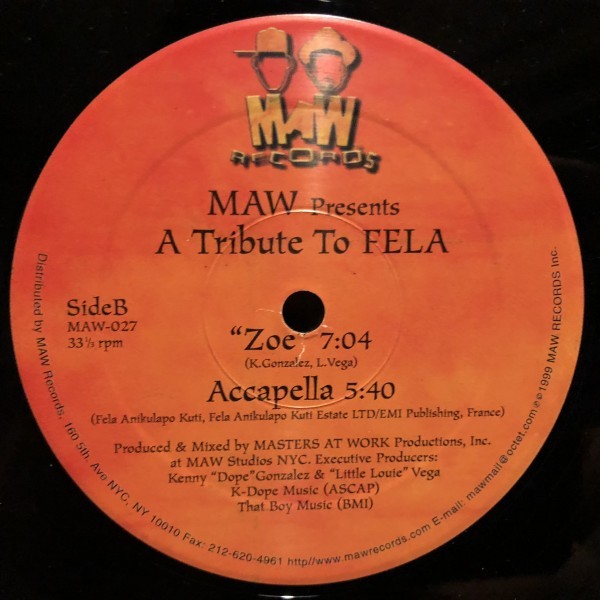 MAW
RECORDS
MAW Presents
A Tribute To FELA
SideB
MAW-027
33 1/3 rpm
"Zoe 7:04
(K.Gonzalez, L.Vega)
Accapella 5:40
(Fela Anikulapo Kuti, Fela Anikulapo Kuti Estate LTD/EMI Publishing, France)
Produced & Mixed by MASTERS AT WORK Productions, Inc.
at MAW Studios NYC. Executive Producers:
Kenny "Dope"Gonzalez & "Little Louie" Vega
K-Dope Music (ASCAP)
That Boy Music (BMI)
Distributed by MAW Records, 160 5th, Ave NYC, NY 10010 Fax: 212-620-4961 http//www.mawrecords.com E-mail: mawmail@octet.com ℗© 1999 MAW RECORDS Inc.